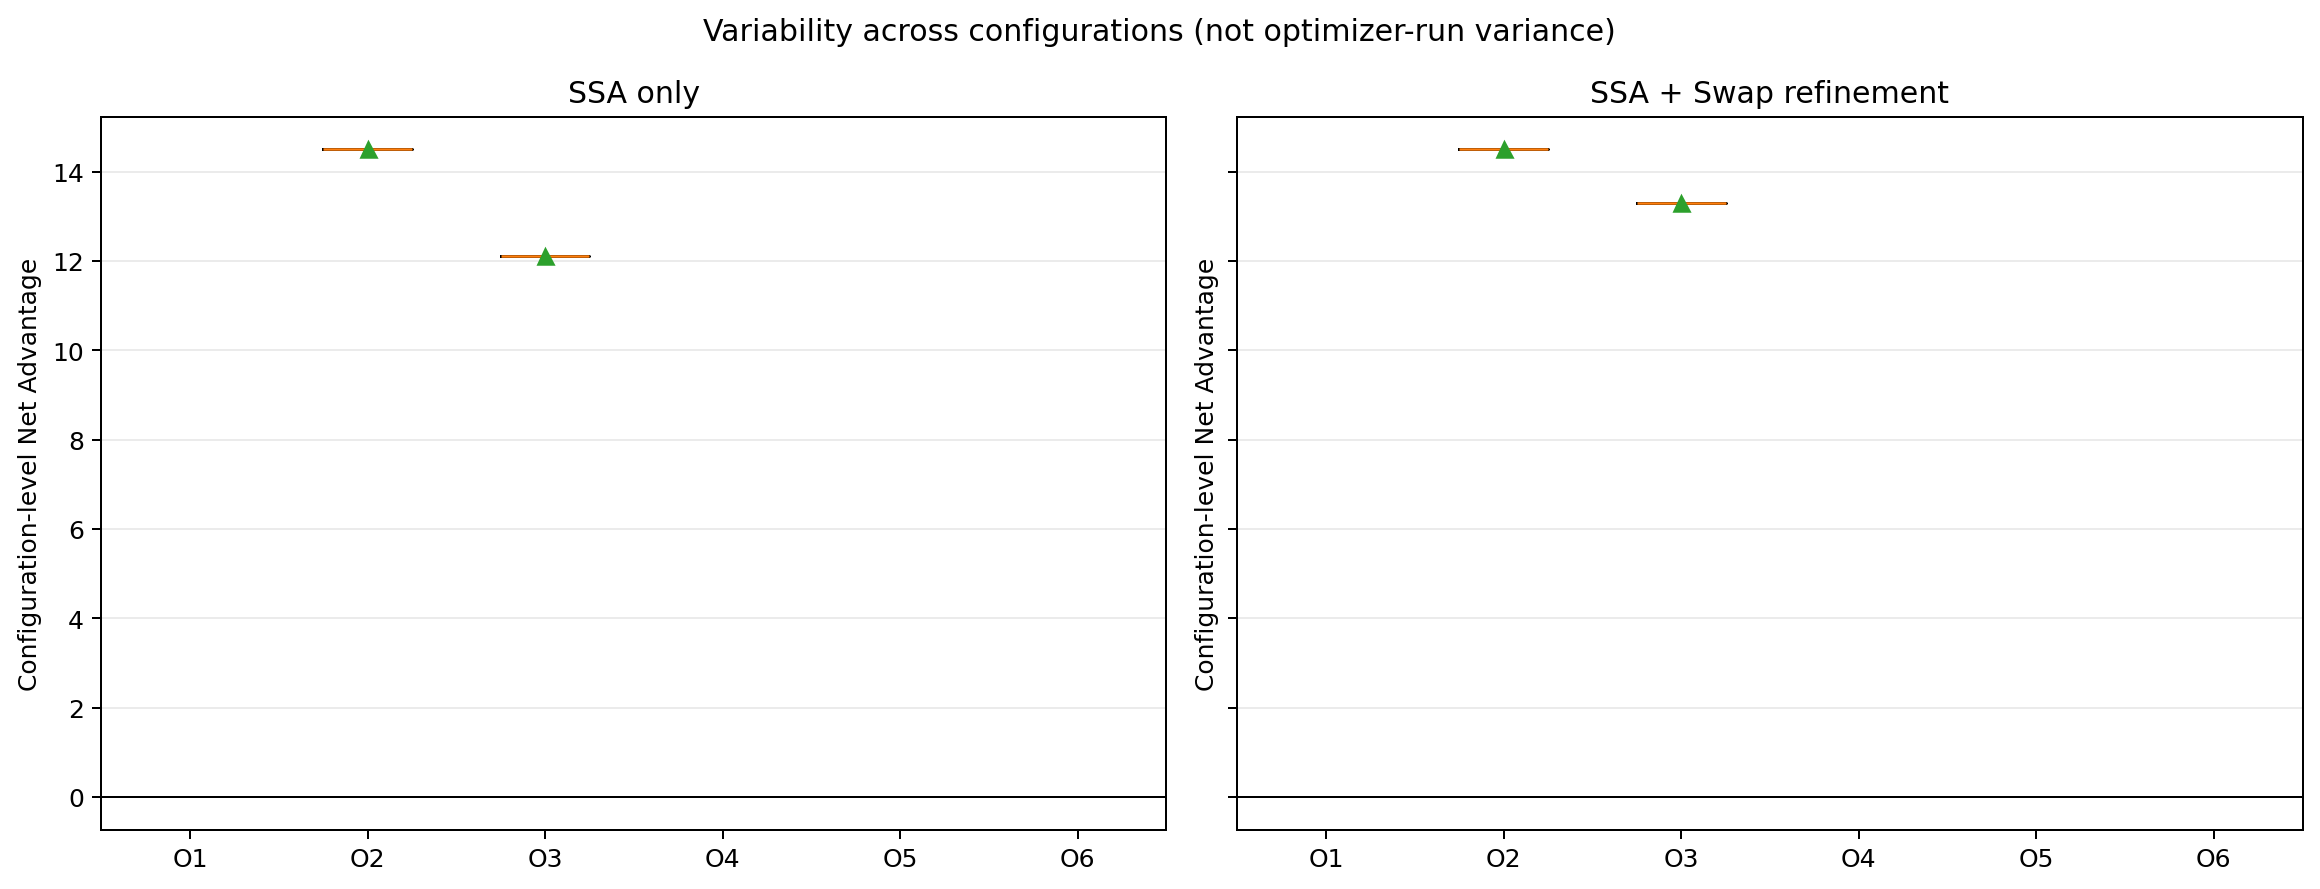 Variability across configurations (not optimizer-run variance)
SSA only
Configuration-level Net Advantage
14
12
10
8
6
4
2
0
O1 O2 O3 O4 O5 O6
SSA + Swap refinement
Configuration-level Net Advantage
O1 O2 O3 O4 O5 O6